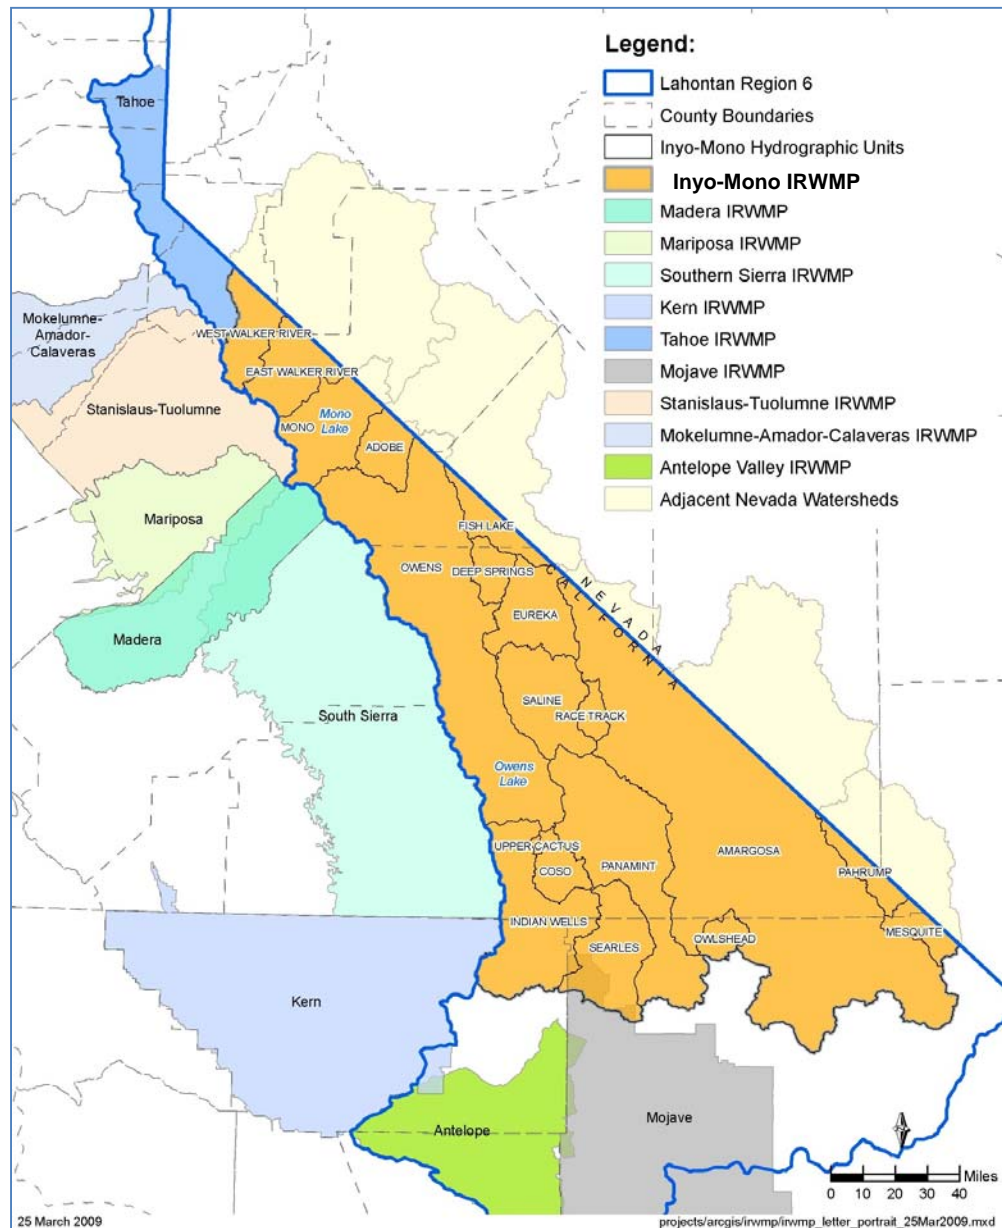 Legend:
Lahontan Region 6
County Boundaries
Inyo-Mono Hydrographic Units
Inyo-Mono IRWMP
Madera IRWMP
Mariposa IRWMP
Southern Sierra IRWMP
Kern IRWMP
Tahoe IRWMP
Mojave IRWMP
Stanislaus-Tuolumne IRWMP
Mokelumne-Amador-Calaveras IRWMP
Antelope Valley IRWMP
Adjacent Nevada Watersheds
Tahoe
Mokelumne-
Amador-
Calaveras
WEST WALKER RIVER
EAST WALKER RIVER
Stanislaus-Tuolumne
MONO
Mono
Lake
ADOBE
Mariposa
FISH LAKE
OWENS
DEEP SPRINGS
NEVADA
CALIFORNIA
EUREKA
Madera
SALINE
RACE TRACK
South Sierra
Owens
Lake
UPPER CACTUS
COSO
PANAMINT
AMARGOSA
PAHRUMP
INDIAN WELLS
SEARLES
OWLSHEAD
MESQUITE
Kern
Antelope
Mojave
Miles
0 10 20 30 40
25 March 2009
projects/arcgis/irwmp/irwmp_letter_portrait_25Mar2009.mxd